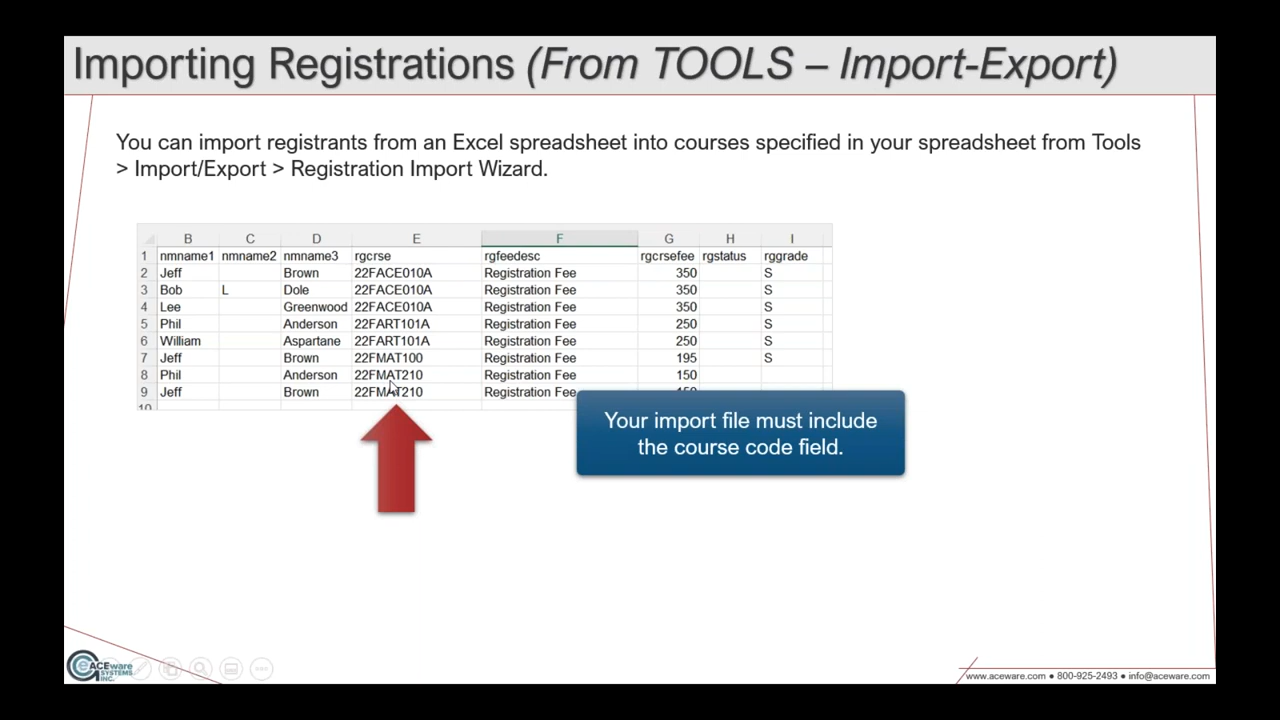 Importing Registrations (From TOOLS – Import-Export)
You can import registrants from an Excel spreadsheet into courses specified in your spreadsheet from Tools
> Import/Export > Registration Import Wizard.
B C D E F G H I
1 nmname1 nmname2 nmname3 rgcrse rgfeedesc rgcrsefee rgstatus rggrade
2 Jeff Brown 22FACE010A Registration Fee 350 S
3 Bob L Dole 22FACE010A Registration Fee 350 S
4 Lee Greenwood 22FACE010A Registration Fee 350 S
5 Phil Anderson 22FART101A Registration Fee 250 S
6 William Aspartane 22FART101A Registration Fee 250 S
7 Jeff Brown 22FMAT100 Registration Fee 195 S
8 Phil Anderson 22FMAT210 Registration Fee 150
9 Jeff Brown 22FMAT210 Registration Fee
10
Your import file must include
the course code field.
ACEware
SYSTEMS
INC.
www.aceware.com ● 800-925-2493 ● info@aceware.com